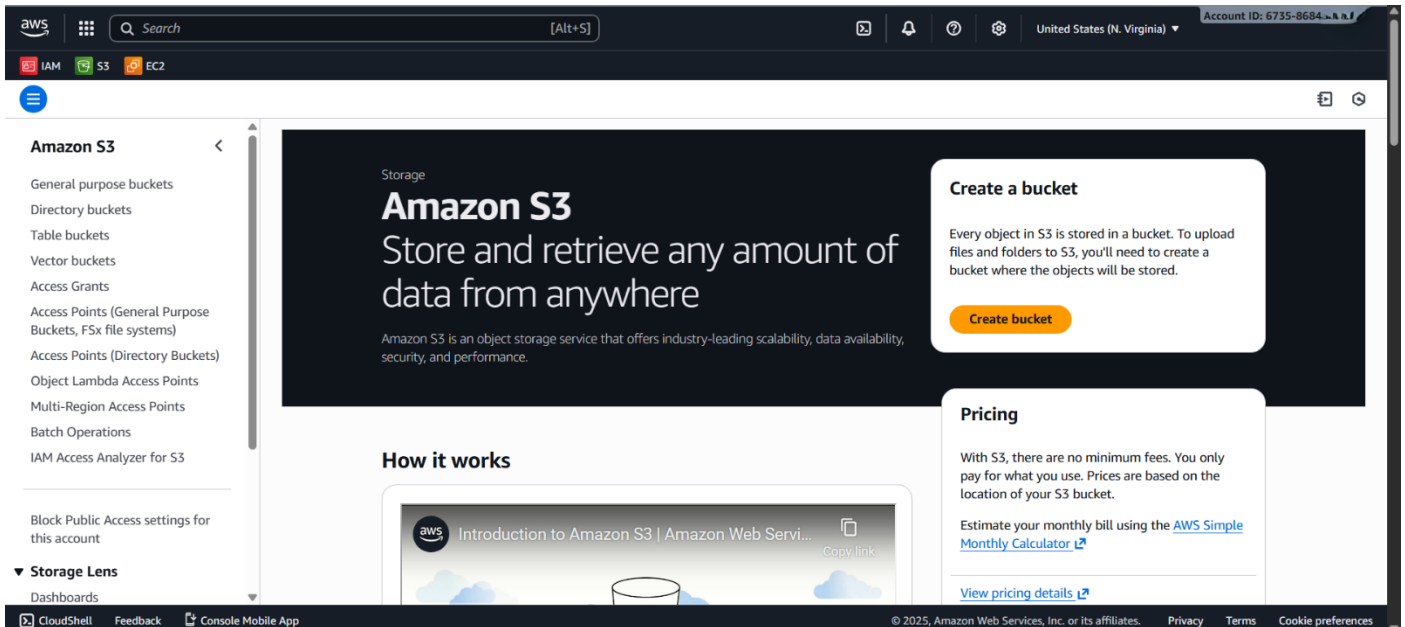 aws
Search
[Alt+S]
United States (N. Virginia)
Account ID: 6735-8684
IAM
S3
EC2
Amazon S3
General purpose buckets
Directory buckets
Table buckets
Vector buckets
Access Grants
Access Points (General Purpose
Buckets, FSx file systems)
Access Points (Directory Buckets)
Object Lambda Access Points
Multi-Region Access Points
Batch Operations
IAM Access Analyzer for S3
Block Public Access settings for
this account
Storage Lens
Dashboards
Storage
Amazon S3
Store and retrieve any amount of
data from anywhere
Amazon S3 is an object storage service that offers industry-leading scalability, data availability,
security, and performance.
Create a bucket
Every object in S3 is stored in a bucket. To upload
files and folders to S3, you'll need to create a
bucket where the objects will be stored.
Create bucket
How it works
aws
Introduction to Amazon S3 | Amazon Web Servi...
Copy link
Pricing
With S3, there are no minimum fees. You only
pay for what you use. Prices are based on the
location of your S3 bucket.
Estimate your monthly bill using the AWS Simple
Monthly Calculator
View pricing details
CloudShell
Feedback
Console Mobile App
© 2025, Amazon Web Services, Inc. or its affiliates.
Privacy
Terms
Cookie preferences